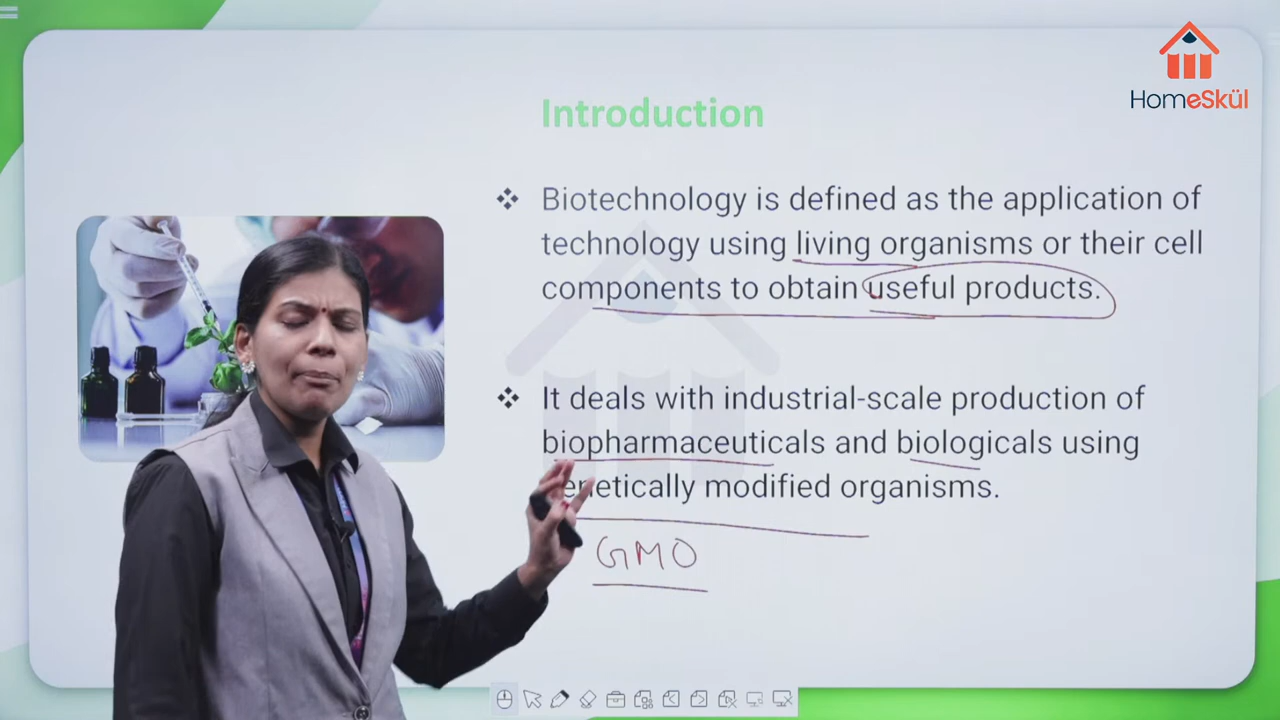 HomeSkül
Introduction
Biotechnology is defined as the application of
technology using living organisms or their cell
components to obtain useful products.
It deals with industrial-scale production of
biopharmaceuticals and biologicals using
genetically modified organisms.
GMO